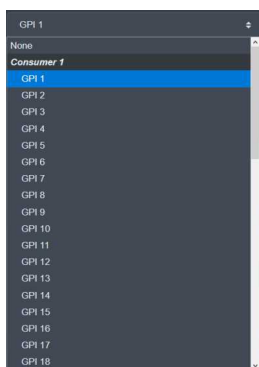 GPI 1
None
Consumer 1
GPI 1
GPI 2
GPI 3
GPI 4
GPI 5
GPI 6
GPI 7
GPI 8
GPI 9
GPI 10
GPI 11
GPI 12
GPI 13
GPI 14
GPI 15
GPI 16
GPI 17
GPI 18